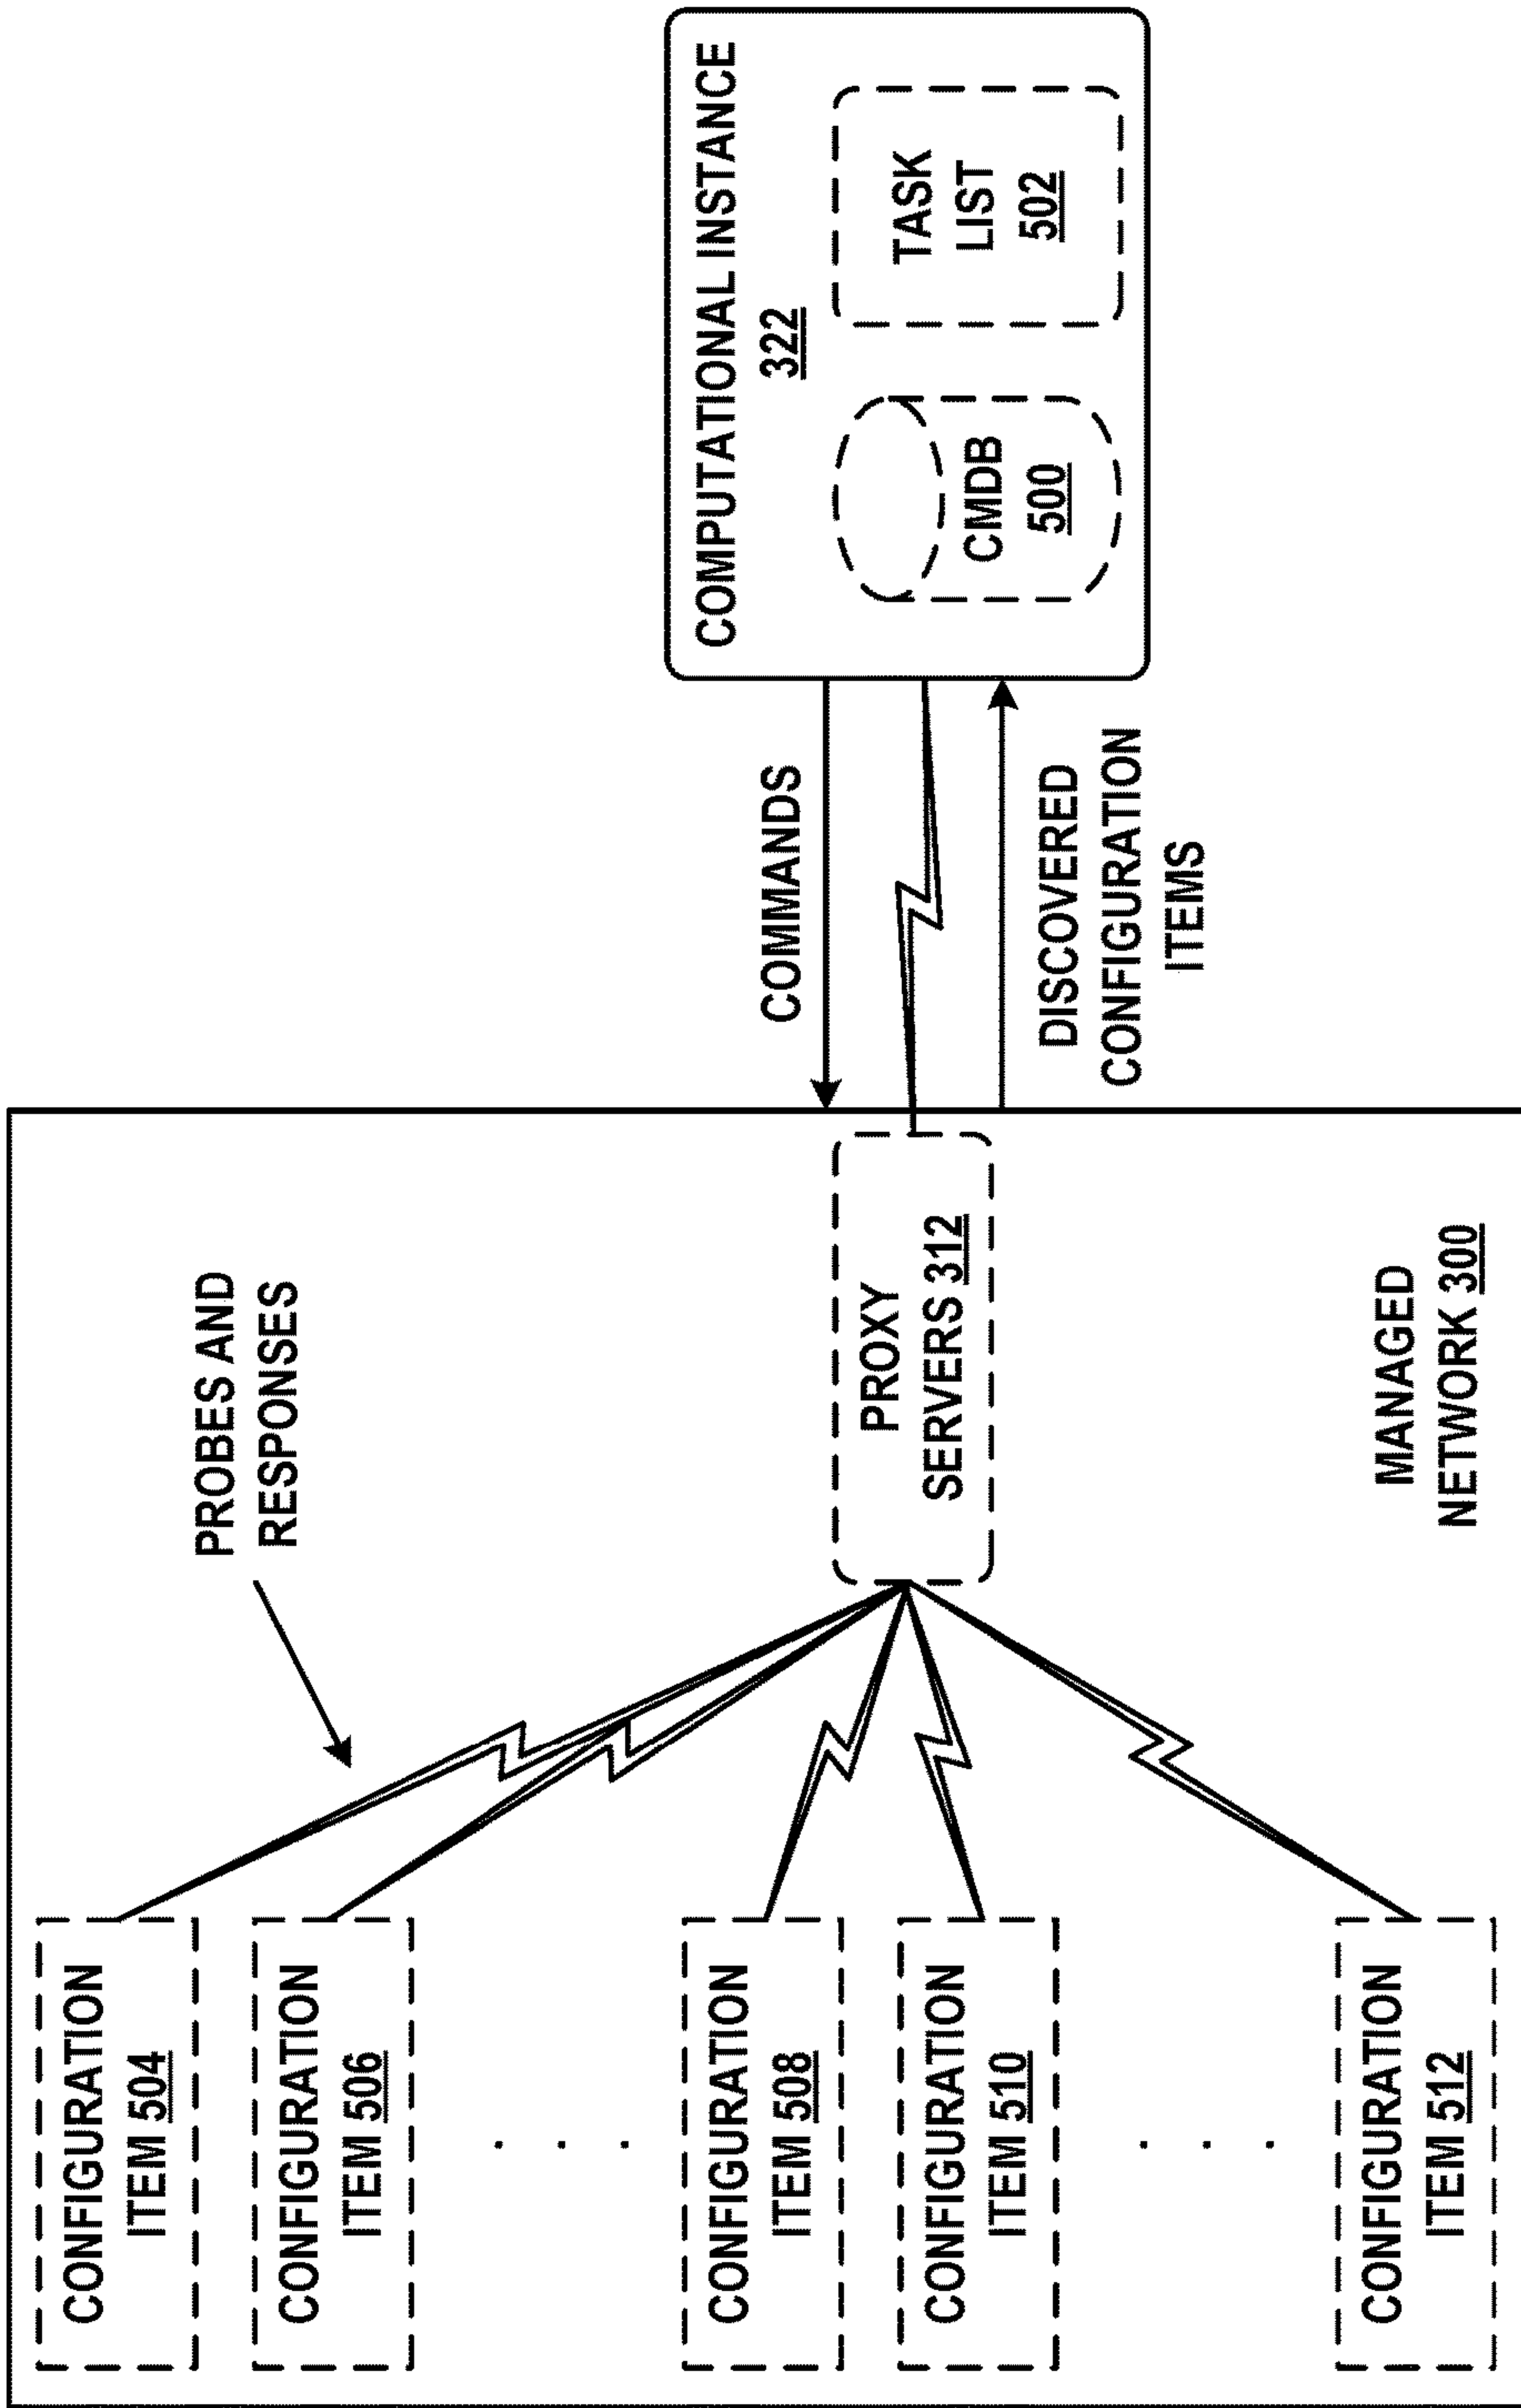 CONFIGURATION
ITEM 504
CONFIGURATION
ITEM 506
. . .
CONFIGURATION
ITEM 508
CONFIGURATION
ITEM 510
. . .
CONFIGURATION
ITEM 512
PROBES AND
RESPONSES
PROXY
SERVERS 312
MANAGED
NETWORK 300
COMMANDS
DISCOVERED
CONFIGURATION
ITEMS
COMPUTATIONAL INSTANCE
322
CMDB
500
TASK
LIST
502